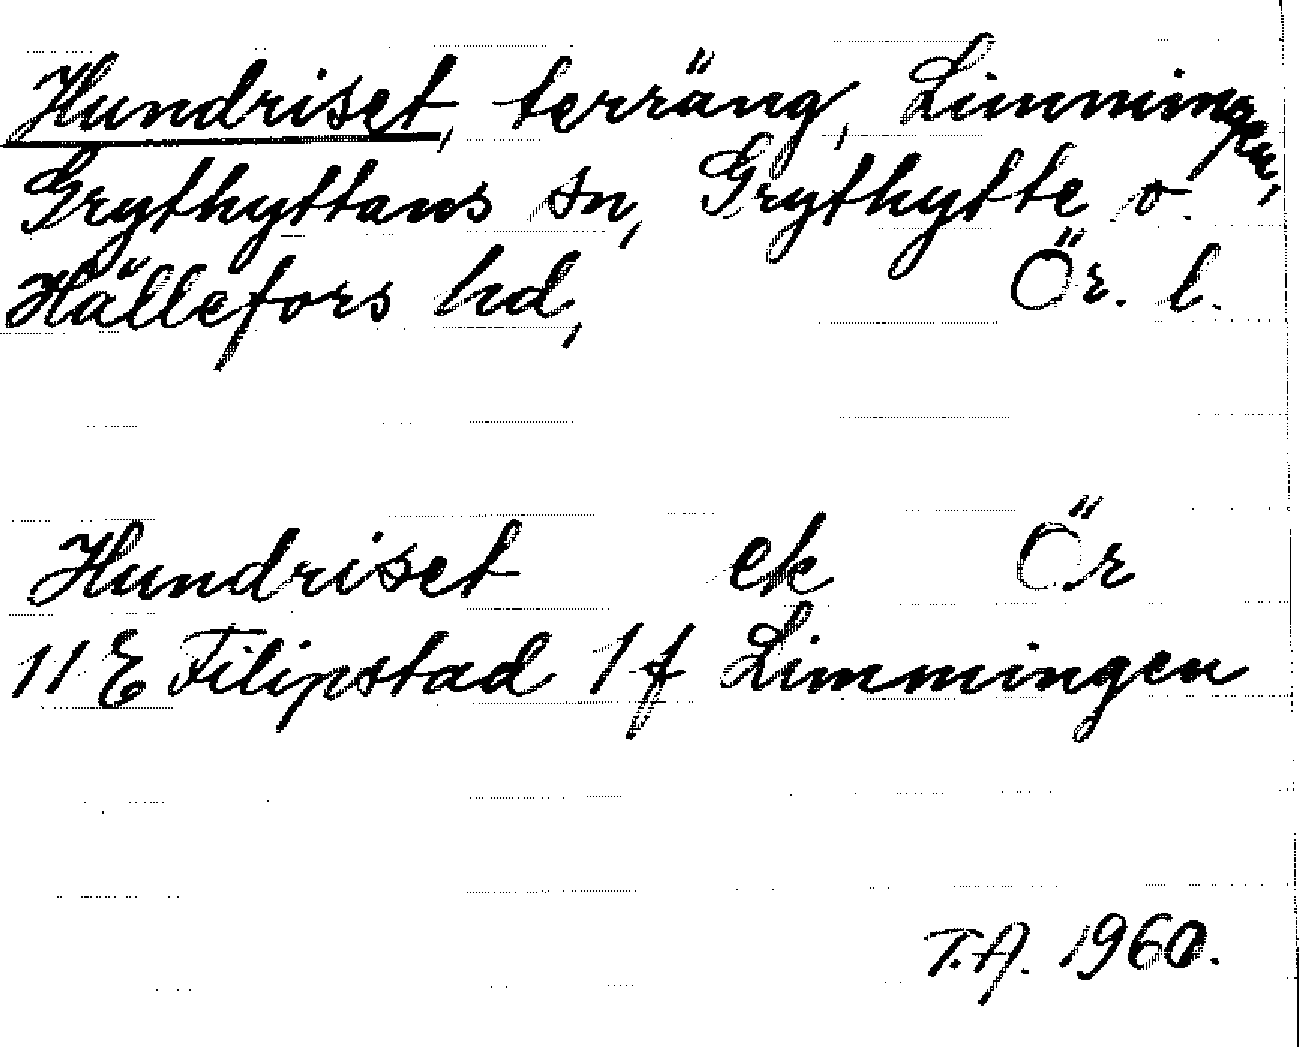 Hundriset, terräng, Limmingen,
Grythyttans sn, Grythytte o.
Hällefors hd, Ör. l.
Hundriset ek Ör
11 E Filipstad 1 f Limmingen
T.A. 1960.